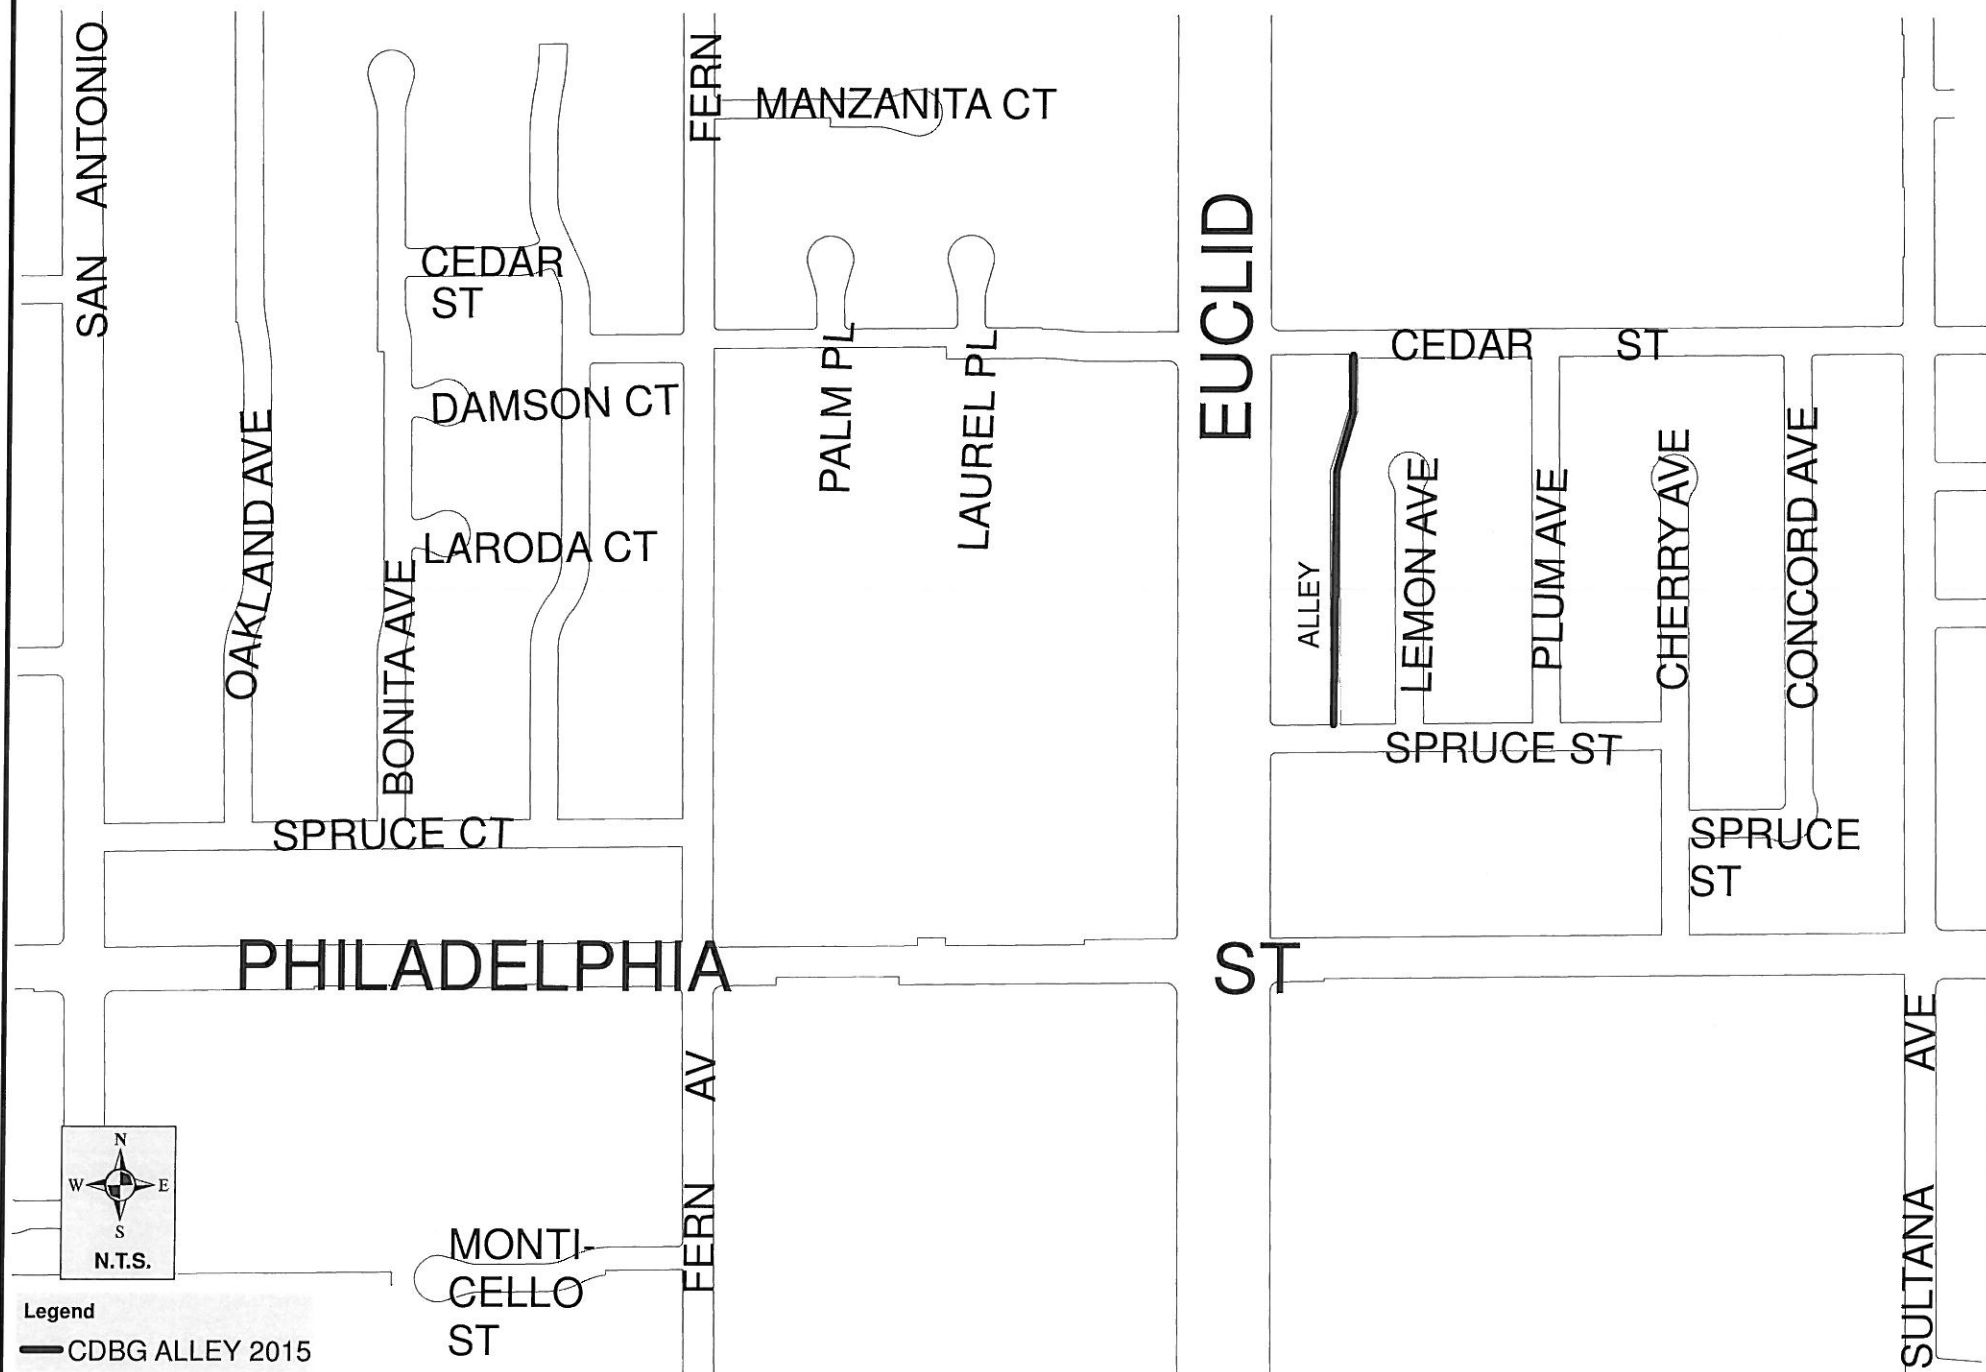 SAN ANTONIO
FERN
MANZANITA CT
CEDAR
ST
EUCLID
CEDAR ST
PALM PL
LAUREL PL
DAMSON CT
OAKLAND AVE
LARODA CT
BONITA AVE
ALLEY
LEMON AVE
PLUM AVE
CHERRY AVE
CONCORD AVE
SPRUCE ST
SPRUCE CT
SPRUCE
ST
PHILADELPHIA ST
FERN AV
SULTANA AVE
N
W E
S
N.T.S.
MONTI-
CELLO
ST
Legend
CDBG ALLEY 2015